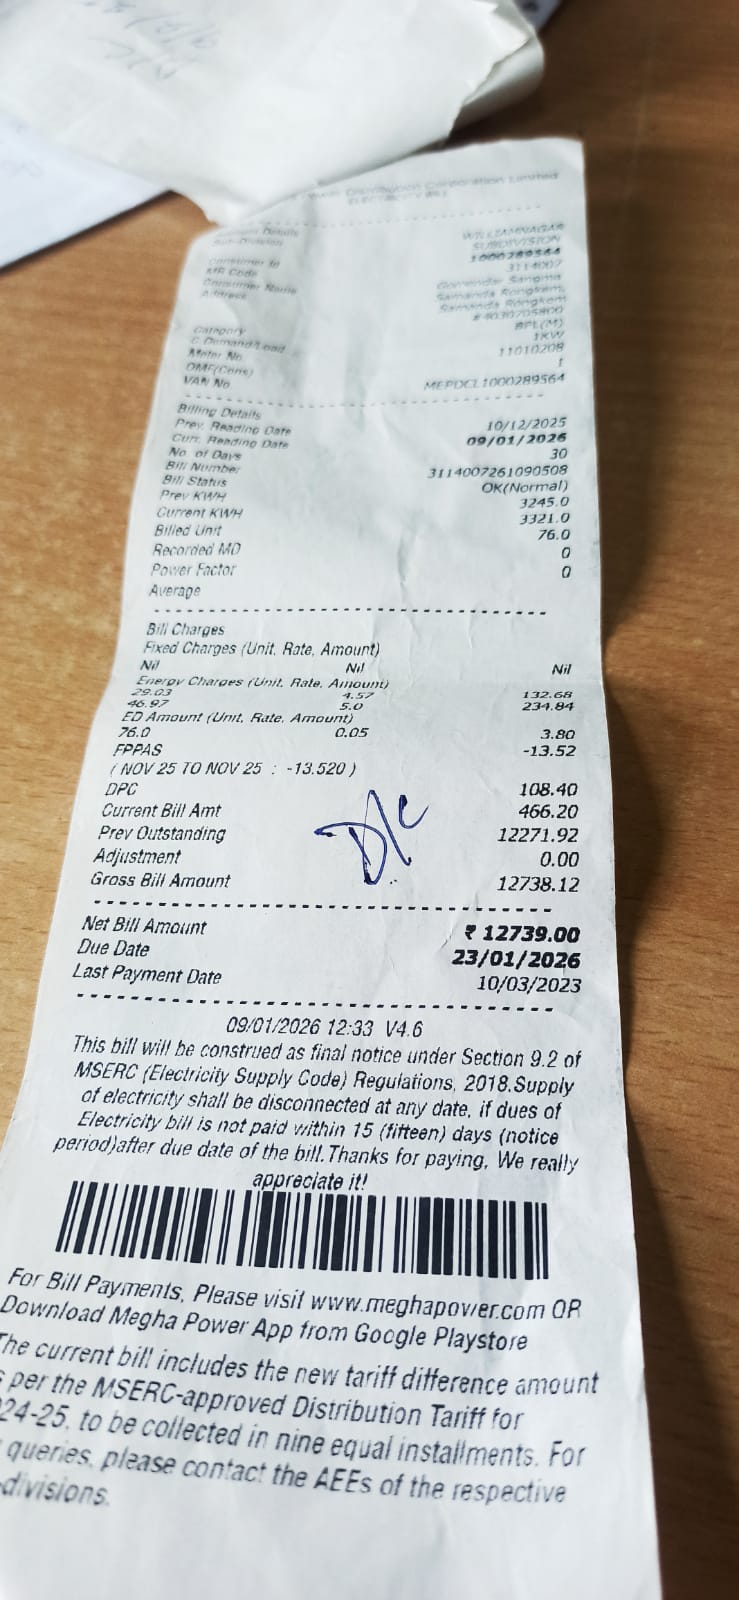 Distribution Corporation Limited
ELECTRICITY BILL
Details
Sub-Division WILLIAMNAGAR
SUBDIVISION
Consumer Id 1000289564
MR Code 3114007
Consumer Name Sangma
Address Samanda Rongkem,
Samanda Rongkem
Category BPL(M)
C.Demand/Load 1KW
Meter No 11010208
OMF(Cons) 1
VAN No MEPDCL1000289564
Billing Details
Prev. Reading Date 10/12/2025
Curr. Reading Date 09/01/2026
No. of Days 30
Bill Number 3114007261090508
Bill Status OK(Normal)
Prev KWH 3245.0
Current KWH 3321.0
Billed Unit 76.0
Recorded MD 0
Power Factor 0
Average
Bill Charges
Fixed Charges (Unit, Rate, Amount)
Nil Nil Nil
Energy Charges (Unit, Rate, Amount)
29.03 4.57 132.68
46.97 5.0 234.84
ED Amount (Unit, Rate, Amount)
76.0 0.05 3.80
FPPAS -13.52
( NOV 25 TO NOV 25 : -13.520 )
DPC 108.40
Current Bill Amt 466.20
Prev Outstanding 12271.92
Adjustment 0.00
Gross Bill Amount 12738.12
D/C
Net Bill Amount ₹ 12739.00
Due Date 23/01/2026
Last Payment Date 10/03/2023
09/01/2026 12:33 V4.6
This bill will be construed as final notice under Section 9.2 of
MSERC (Electricity Supply Code) Regulations, 2018.Supply
of electricity shall be disconnected at any date, if dues of
Electricity bill is not paid within 15 (fifteen) days (notice
period)after due date of the bill.Thanks for paying, We really
appreciate it!
For Bill Payments, Please visit www.meghapower.com OR
Download Megha Power App from Google Playstore
The current bill includes the new tariff difference amount
per the MSERC-approved Distribution Tariff for
24-25, to be collected in nine equal installments. For
queries, please contact the AEEs of the respective
-divisions.